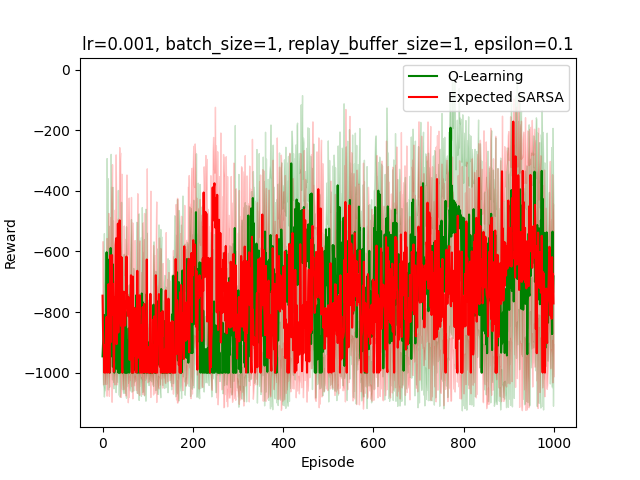 lr=0.001, batch_size=1, replay_buffer_size=1, epsilon=0.1
Q-Learning
Expected SARSA
0
−200
−400
−600
−800
−1000
Reward
0 200 400 600 800 1000
Episode